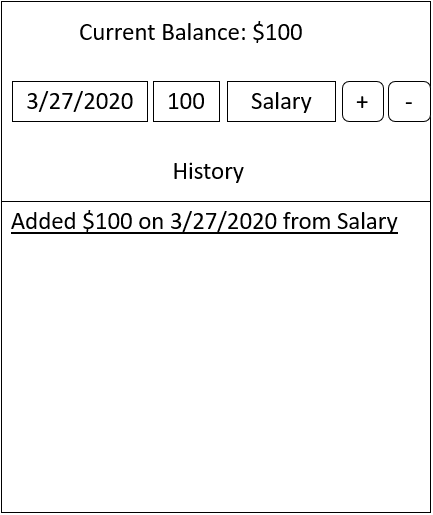 Current Balance: $100
3/27/2020 100 Salary + -
History
Added $100 on 3/27/2020 from Salary